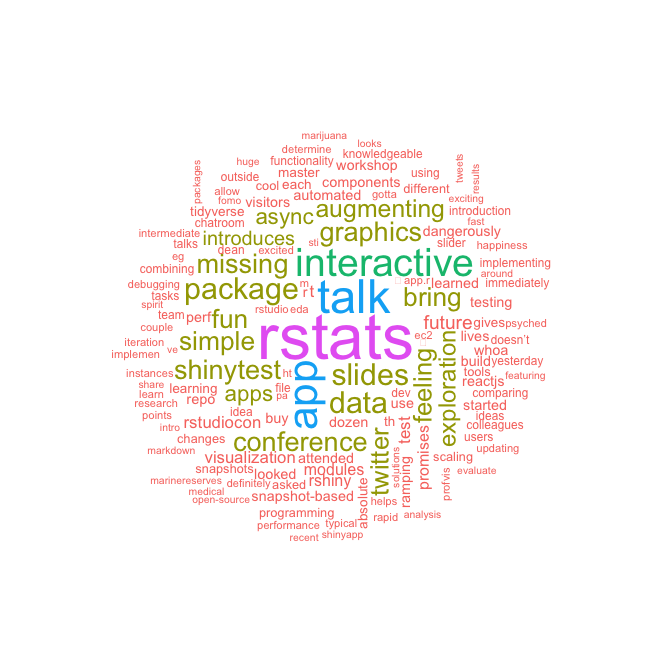 marijuana
looks
determine
knowledgeable
huge
functionality
workshop
packages
outside
master
using
tweets
results
allow
cool
each
components
different
fomo
visitors
automated
gotta
exciting
tidyverse
async
augmenting
introduction
chatroom
graphics
dangerously
fast
intermediate
introduces
slider
happiness
talks
dean
excited
sti
eg
missing
interactive
implementing
combining
around
debugging
package
m
r
t
talk
app.r
learned
immediately
tasks
bring
spirit
rstudio
eda
testing
team
perf
fun
rstats
future
gives
psyched
couple
simple
ec2
lives
doesn't
iteration
whoa
implemen
ve
build
yesterday
instances
shinytest
ht
app
slides
feeling
exploration
tools
featuring
share
learning
file
reactjs
learn
repo
apps
pa
data
dev
use
comparing
research
idea
started
points
rstudiocon
buy
dozen
th
test
ideas
intro
changes
conference
twitter
promises
colleagues
users
markdown
visualization
attended
solutions
ramping
scaling
updating
snapshots
looked
modules
profvis
evaluate
marinereserves
definitely
asked
rshiny
absolute
helps
medical
open-source
snapshot-based
programming
rapid
analysis
performance
typical
recent
shinyapp